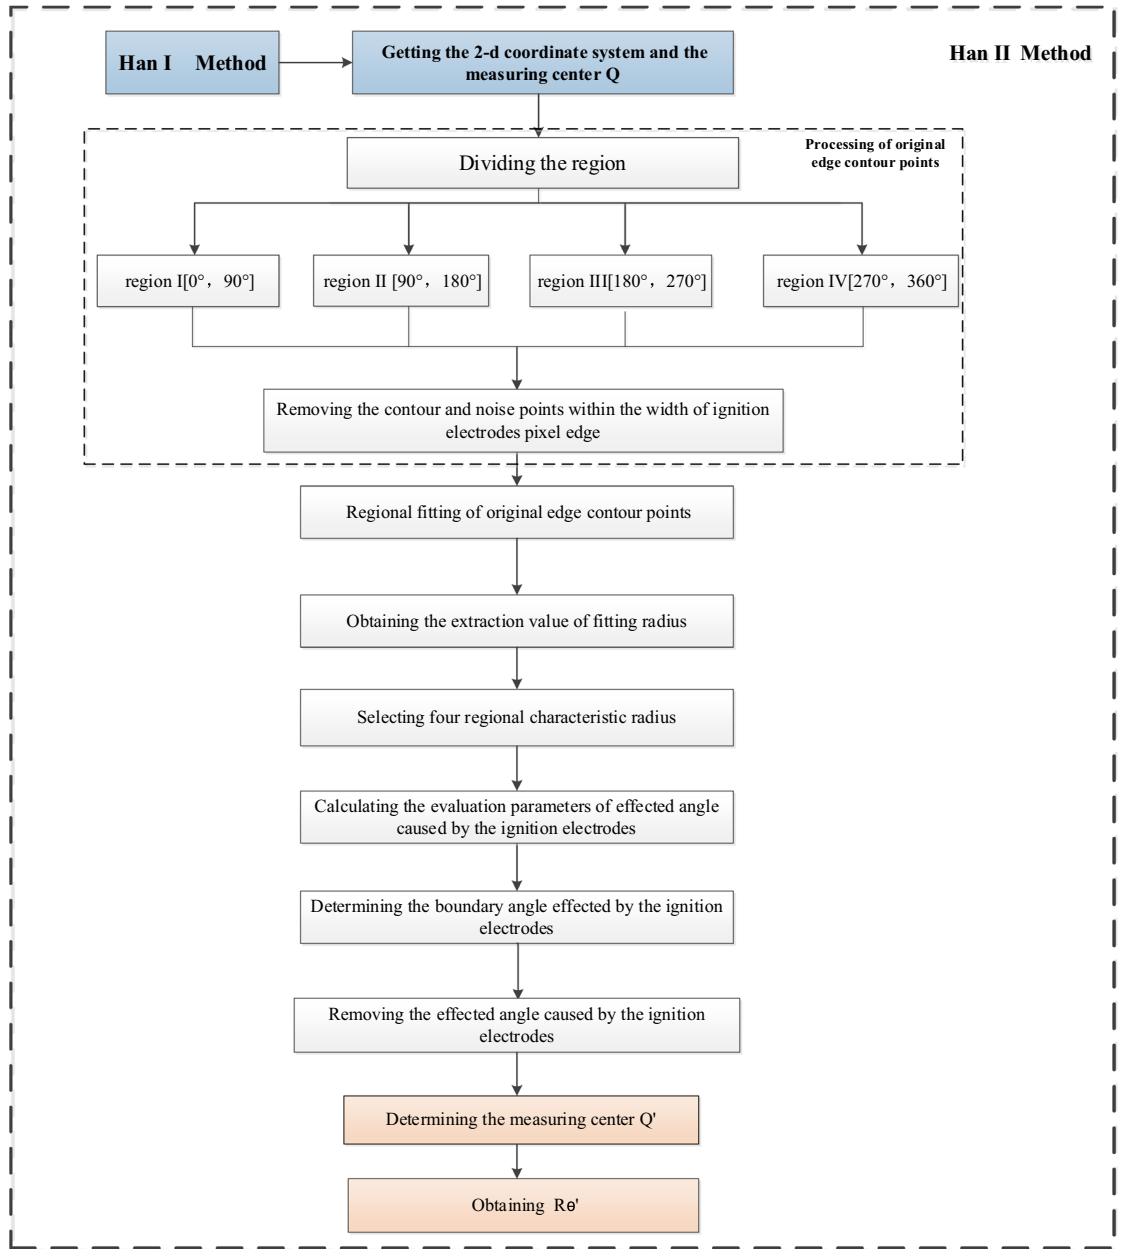 Han I Method
Getting the 2-d coordinate system and the
measuring center Q
Han II Method
Processing of original
edge contour points
Dividing the region
region I[0°，90°]
region II [90°，180°]
region III[180°，270°]
region IV[270°，360°]
Removing the contour and noise points within the width of ignition
electrodes pixel edge
Regional fitting of original edge contour points
Obtaining the extraction value of fitting radius
Selecting four regional characteristic radius
Calculating the evaluation parameters of effected angle
caused by the ignition electrodes
Determining the boundary angle effected by the ignition
electrodes
Removing the effected angle caused by the ignition
electrodes
Determining the measuring center Q'
Obtaining Rɵ'